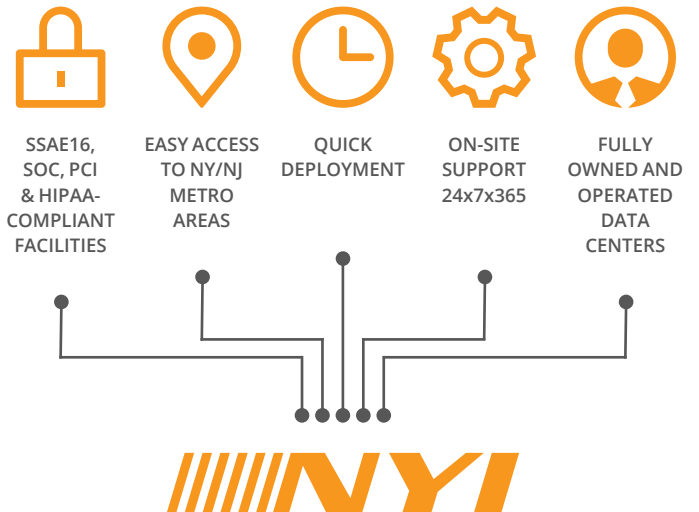 SSAE16,
SOC, PCI
& HIPAA-
COMPLIANT
FACILITIES
EASY ACCESS
TO NY/NJ
METRO
AREAS
QUICK
DEPLOYMENT
ON-SITE
SUPPORT
24x7x365
FULLY
OWNED AND
OPERATED
DATA
CENTERS
NYI